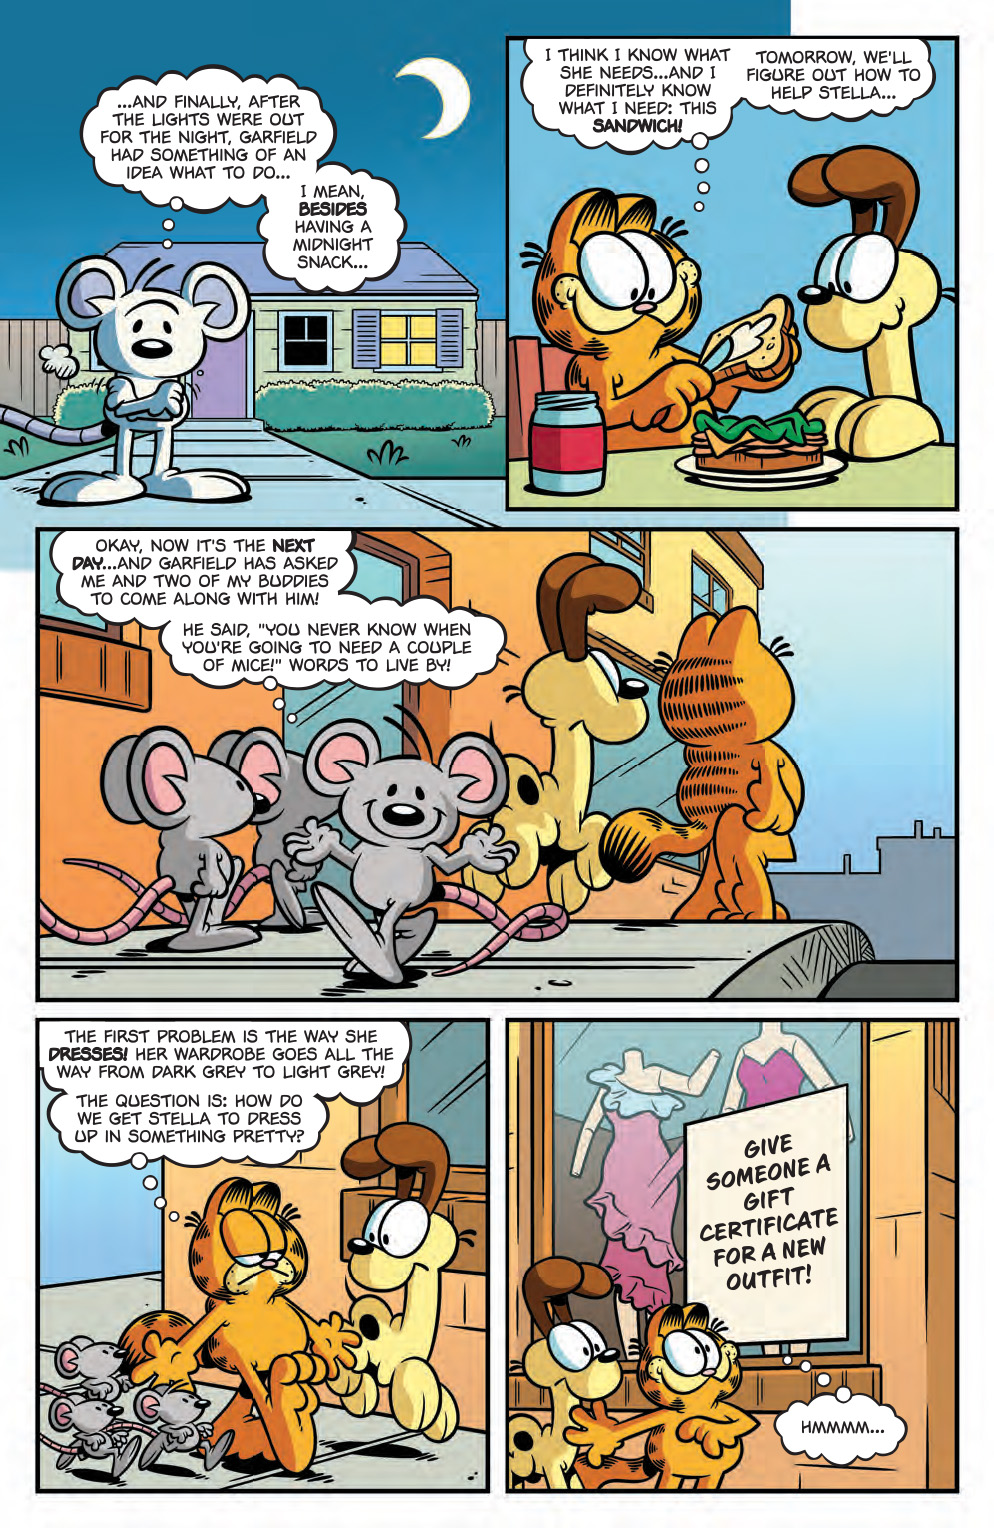 ...AND FINALLY, AFTER
THE LIGHTS WERE OUT
FOR THE NIGHT, GARFIELD
HAD SOMETHING OF AN
IDEA WHAT TO DO...
I MEAN,
BESIDES
HAVING A
MIDNIGHT
SNACK...
I THINK I KNOW WHAT
SHE NEEDS...AND I
DEFINITELY KNOW
WHAT I NEED: THIS
SANDWICH!
TOMORROW, WE'LL
FIGURE OUT HOW TO
HELP STELLA...
OKAY, NOW IT'S THE NEXT
DAY...AND GARFIELD HAS ASKED
ME AND TWO OF MY BUDDIES
TO COME ALONG WITH HIM!
HE SAID, "YOU NEVER KNOW WHEN
YOU'RE GOING TO NEED A COUPLE
OF MICE!" WORDS TO LIVE BY!
THE FIRST PROBLEM IS THE WAY SHE
DRESSES! HER WARDROBE GOES ALL THE
WAY FROM DARK GREY TO LIGHT GREY!
THE QUESTION IS: HOW DO
WE GET STELLA TO DRESS
UP IN SOMETHING PRETTY?
GIVE
SOMEONE A
GIFT
CERTIFICATE
FOR A NEW
OUTFIT!
HMMMM...